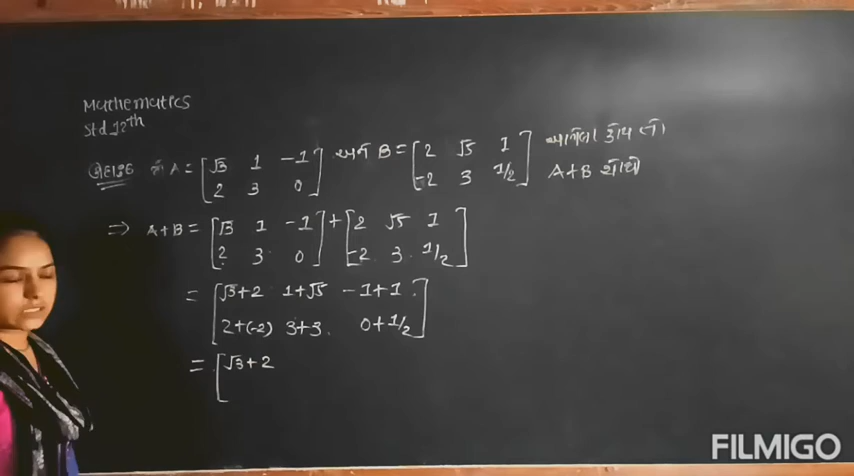 Mathematics
Std 12th
જો A = [√3 1 -1] અને B = [2 √5 1] આપેલા હોય તો
[2 3 0] [-2 3 1/2] A+B શોધો
⇒ A+B = [√3 1 -1] + [2 √5 1]
[2 3 0] [-2 3 1/2]
= [√3+2 1+√5 -1+1]
[2+(-2) 3+3 0+1/2]
= [√3+2
FILMIGO